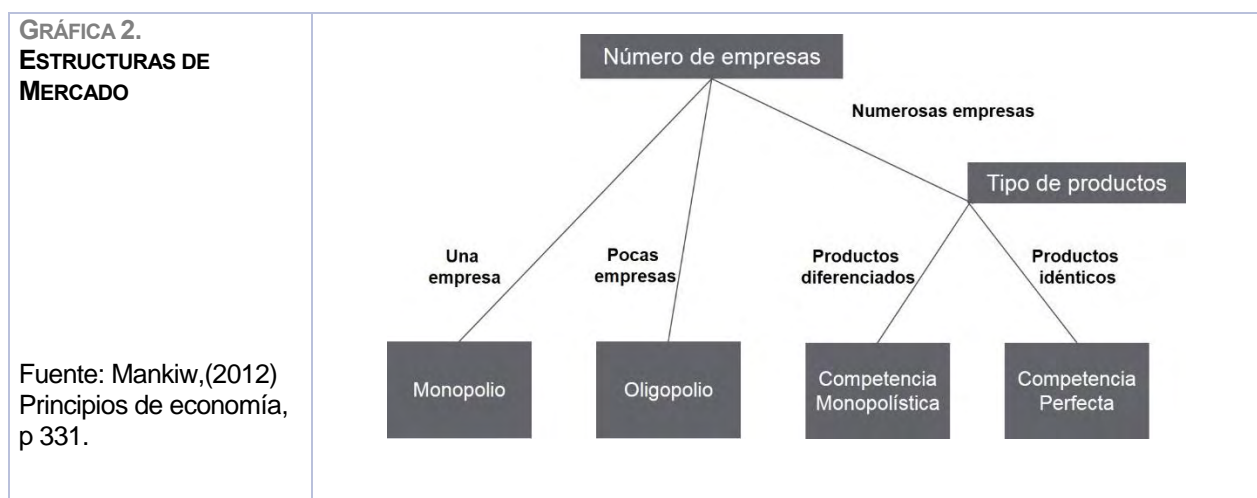 GRÁFICA 2.
ESTRUCTURAS DE
MERCADO
Fuente: Mankiw,(2012)
Principios de economía,
p 331.
Número de empresas
Numerosas empresas
Tipo de productos
Una
empresa
Pocas
empresas
Productos
diferenciados
Productos
idénticos
Monopolio
Oligopolio
Competencia
Monopolística
Competencia
Perfecta